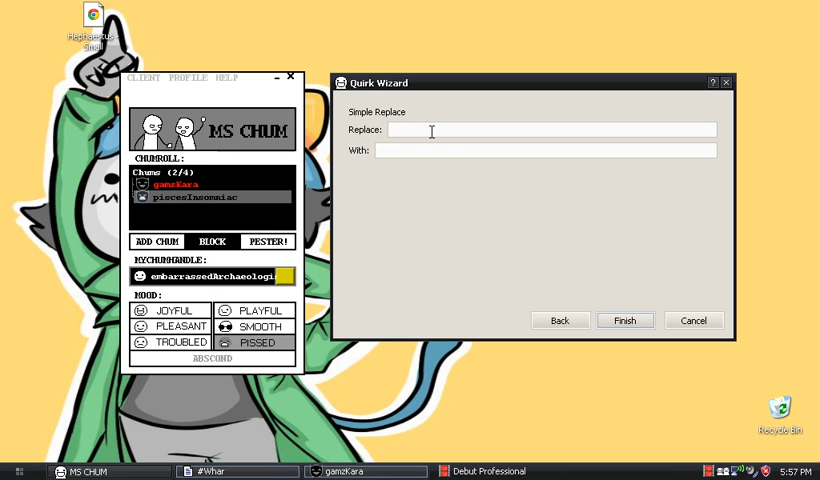 Hephaestus - Small
CLIENT PROFILE HELP
MS CHUM
CHUMROLL:
Chums (2/4)
gamzKara
piscesInsomniac
ADD CHUM BLOCK PESTER!
MYCHUMHANDLE:
embarrassedArchaeologi
MOOD:
JOYFUL PLAYFUL
PLEASANT SMOOTH
TROUBLED PISSED
ABSCOND
Quirk Wizard
Simple Replace
Replace:
With:
Back Finish Cancel
Recycle Bin
MS CHUM #Whar gamzKara Debut Professional 5:57 PM